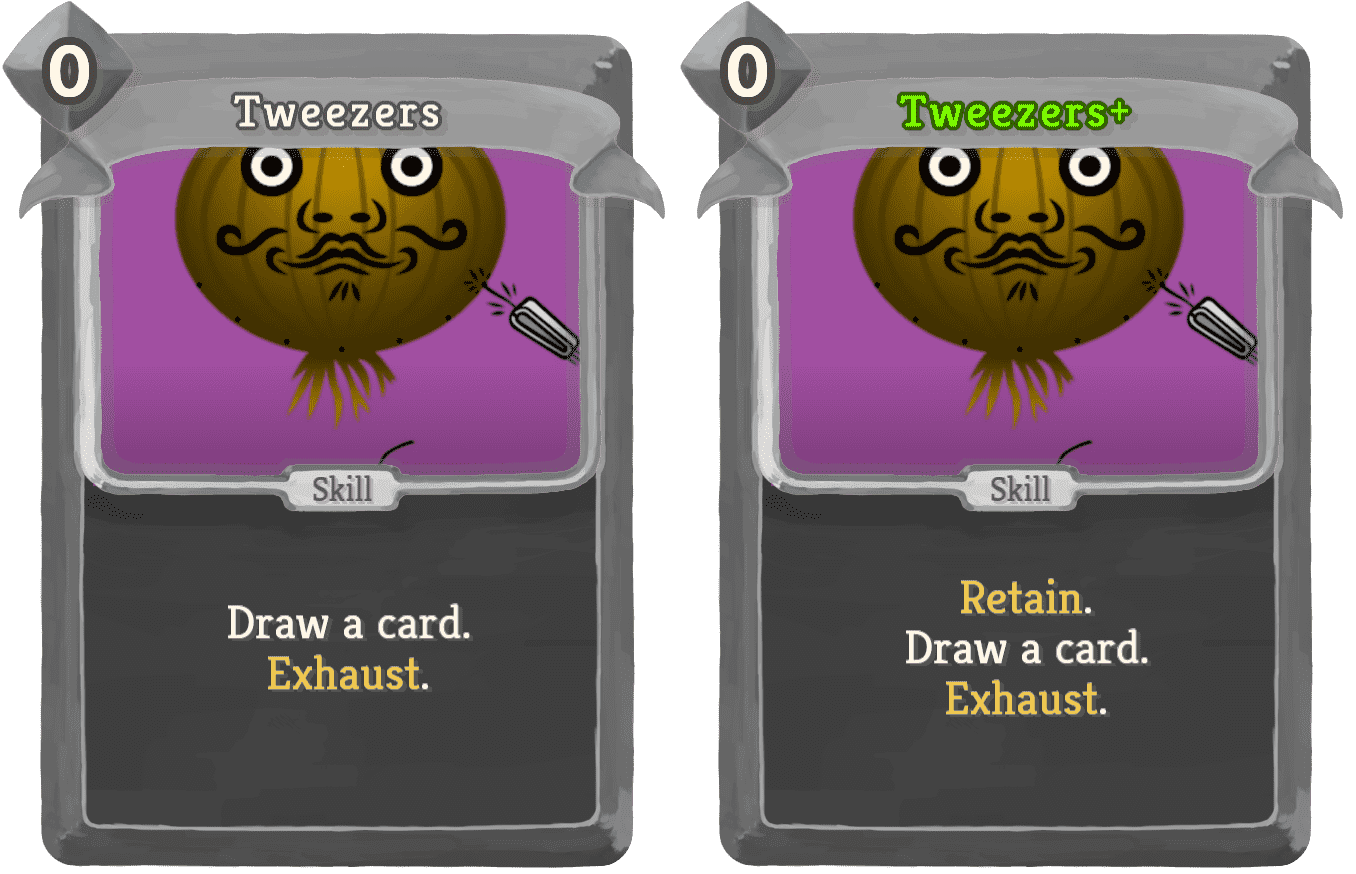 0
Tweezers
Skill
Draw a card.
Exhaust.
0
Tweezers+
Skill
Retain.
Draw a card.
Exhaust.